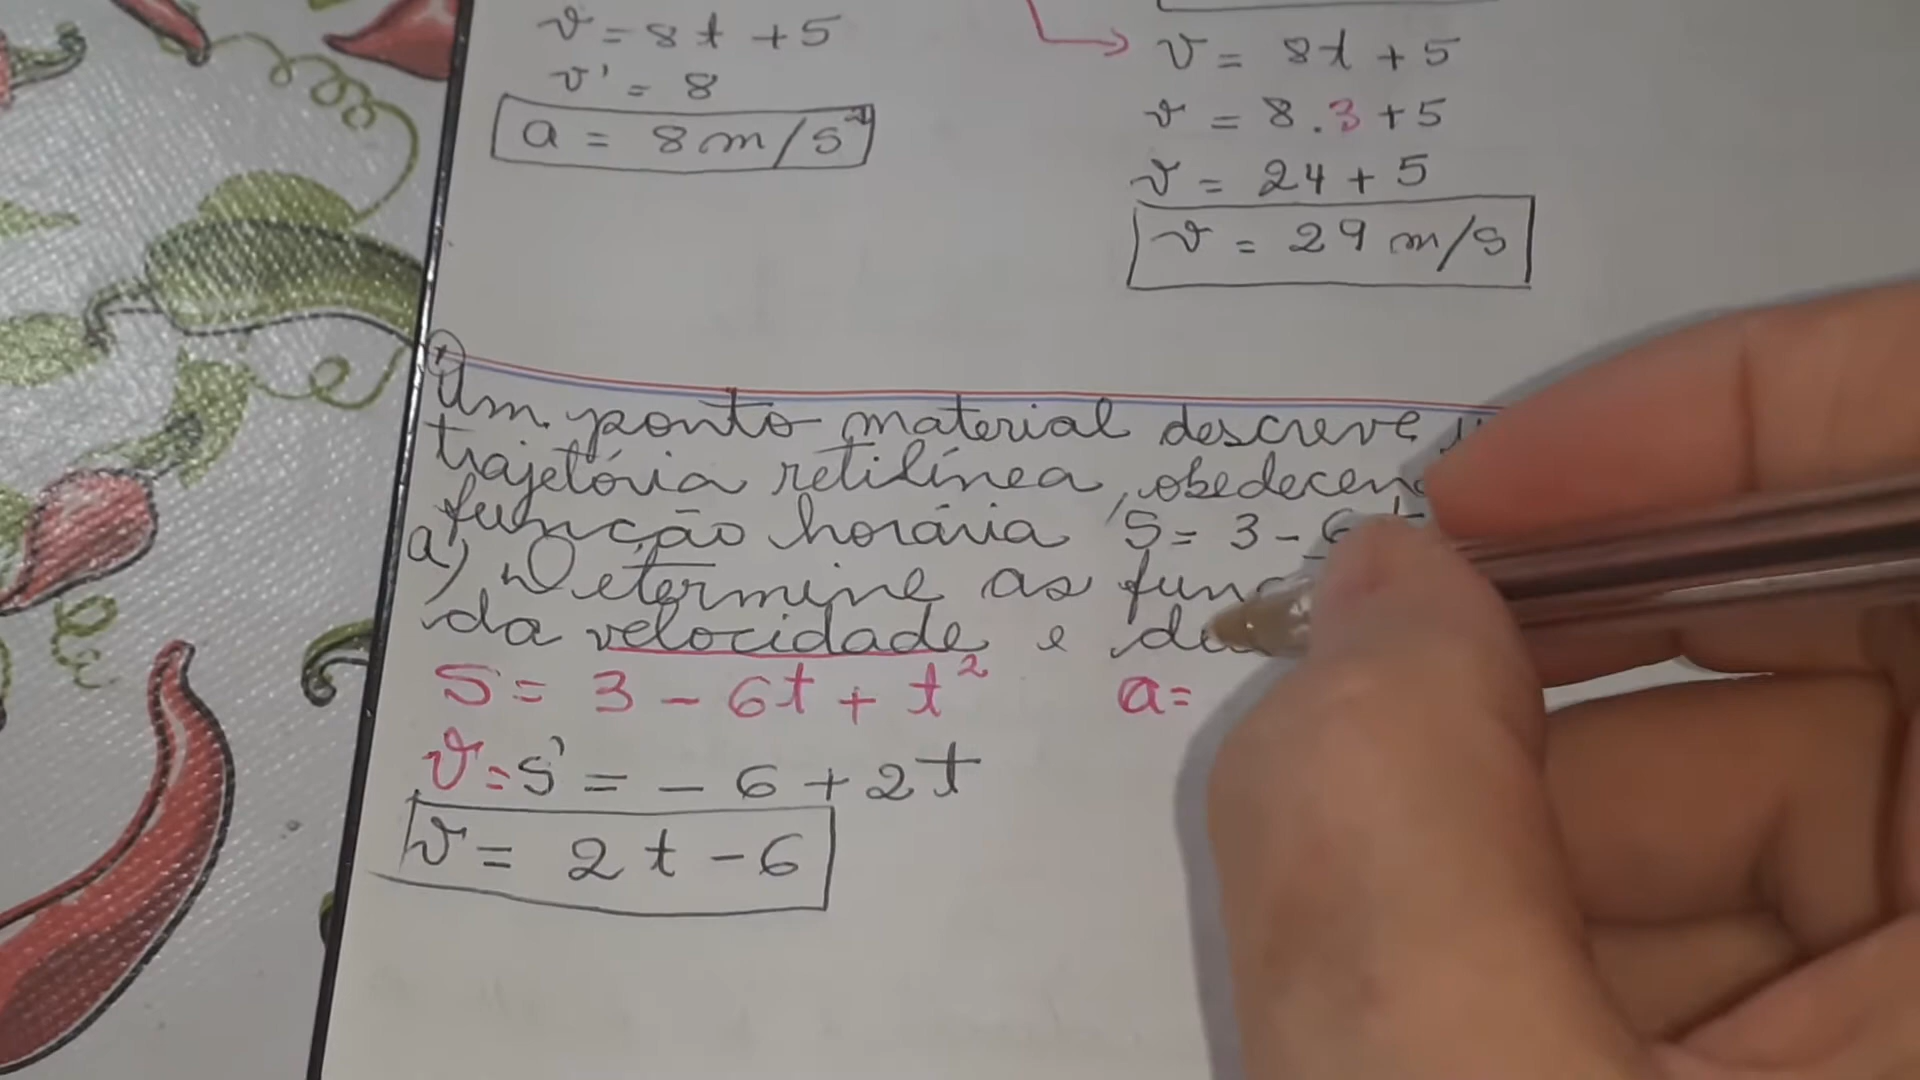 v = 8t + 5
v' = 8
a = 8 m/s²
v = 8t + 5
v = 8.3 + 5
v = 24 + 5
v = 29 m/s
Um ponto material descreve
trajetória retilínea, obedecen
função horária S = 3 - 6t
a) Determine as fun
da velocidade e da
S = 3 - 6t + t²
a =
v = S' = - 6 + 2t
v = 2t - 6